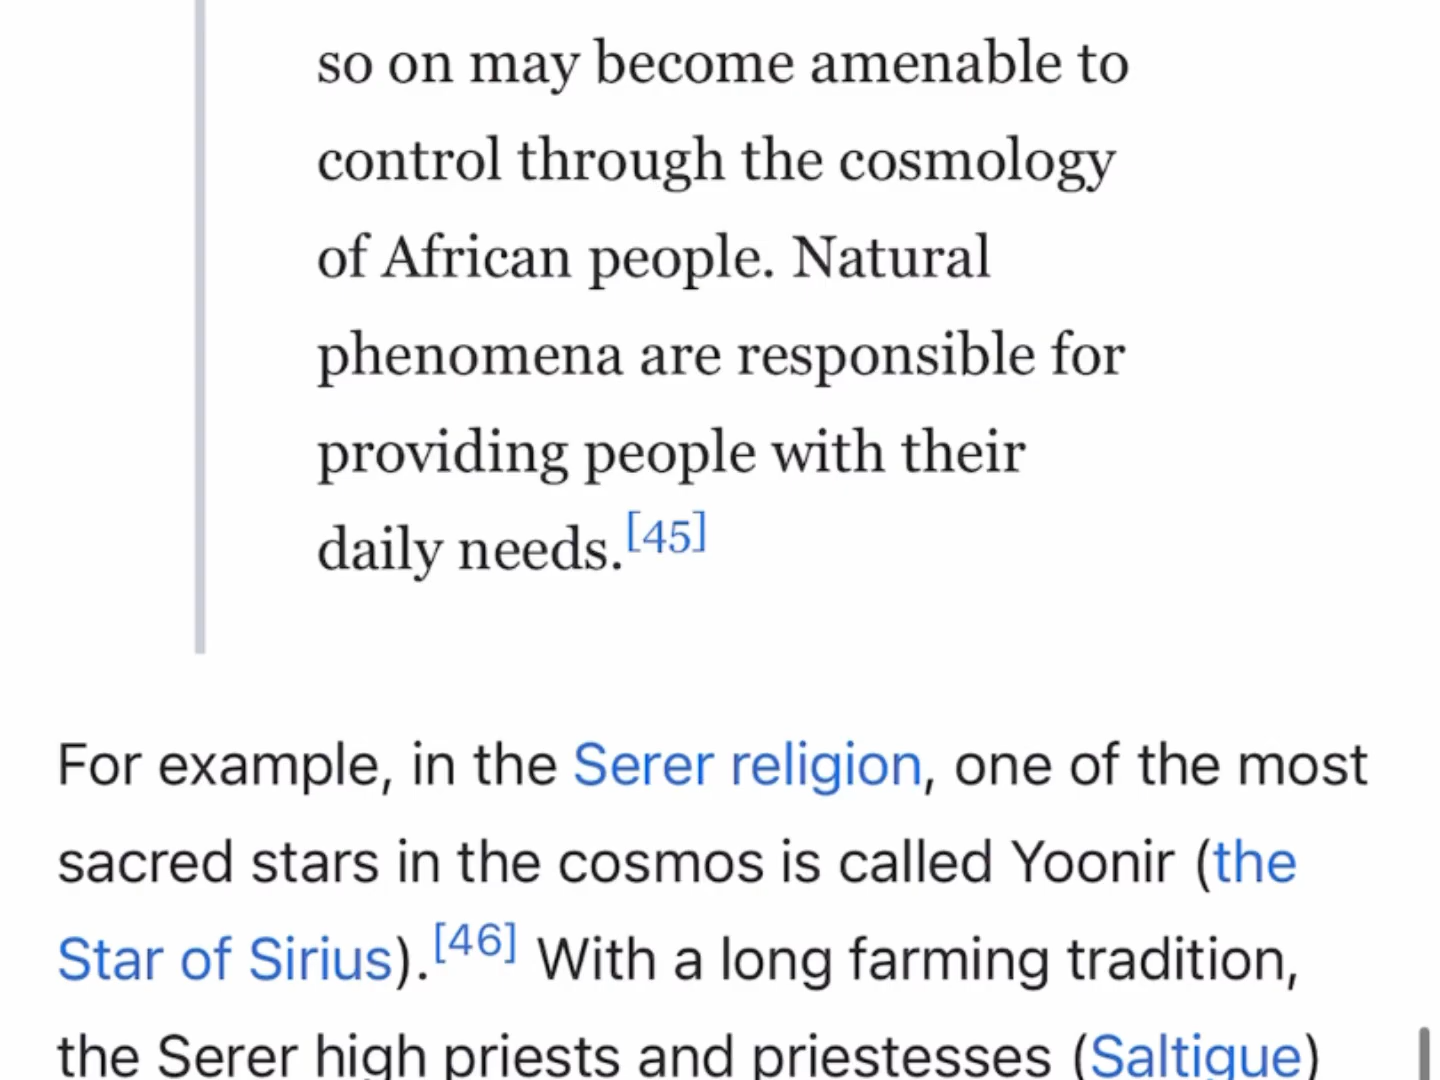 so on may become amenable to
control through the cosmology
of African people. Natural
phenomena are responsible for
providing people with their
daily needs.[45]
For example, in the Serer religion, one of the most
sacred stars in the cosmos is called Yoonir (the
Star of Sirius).[46] With a long farming tradition,
the Serer high priests and priestesses (Saltigue)